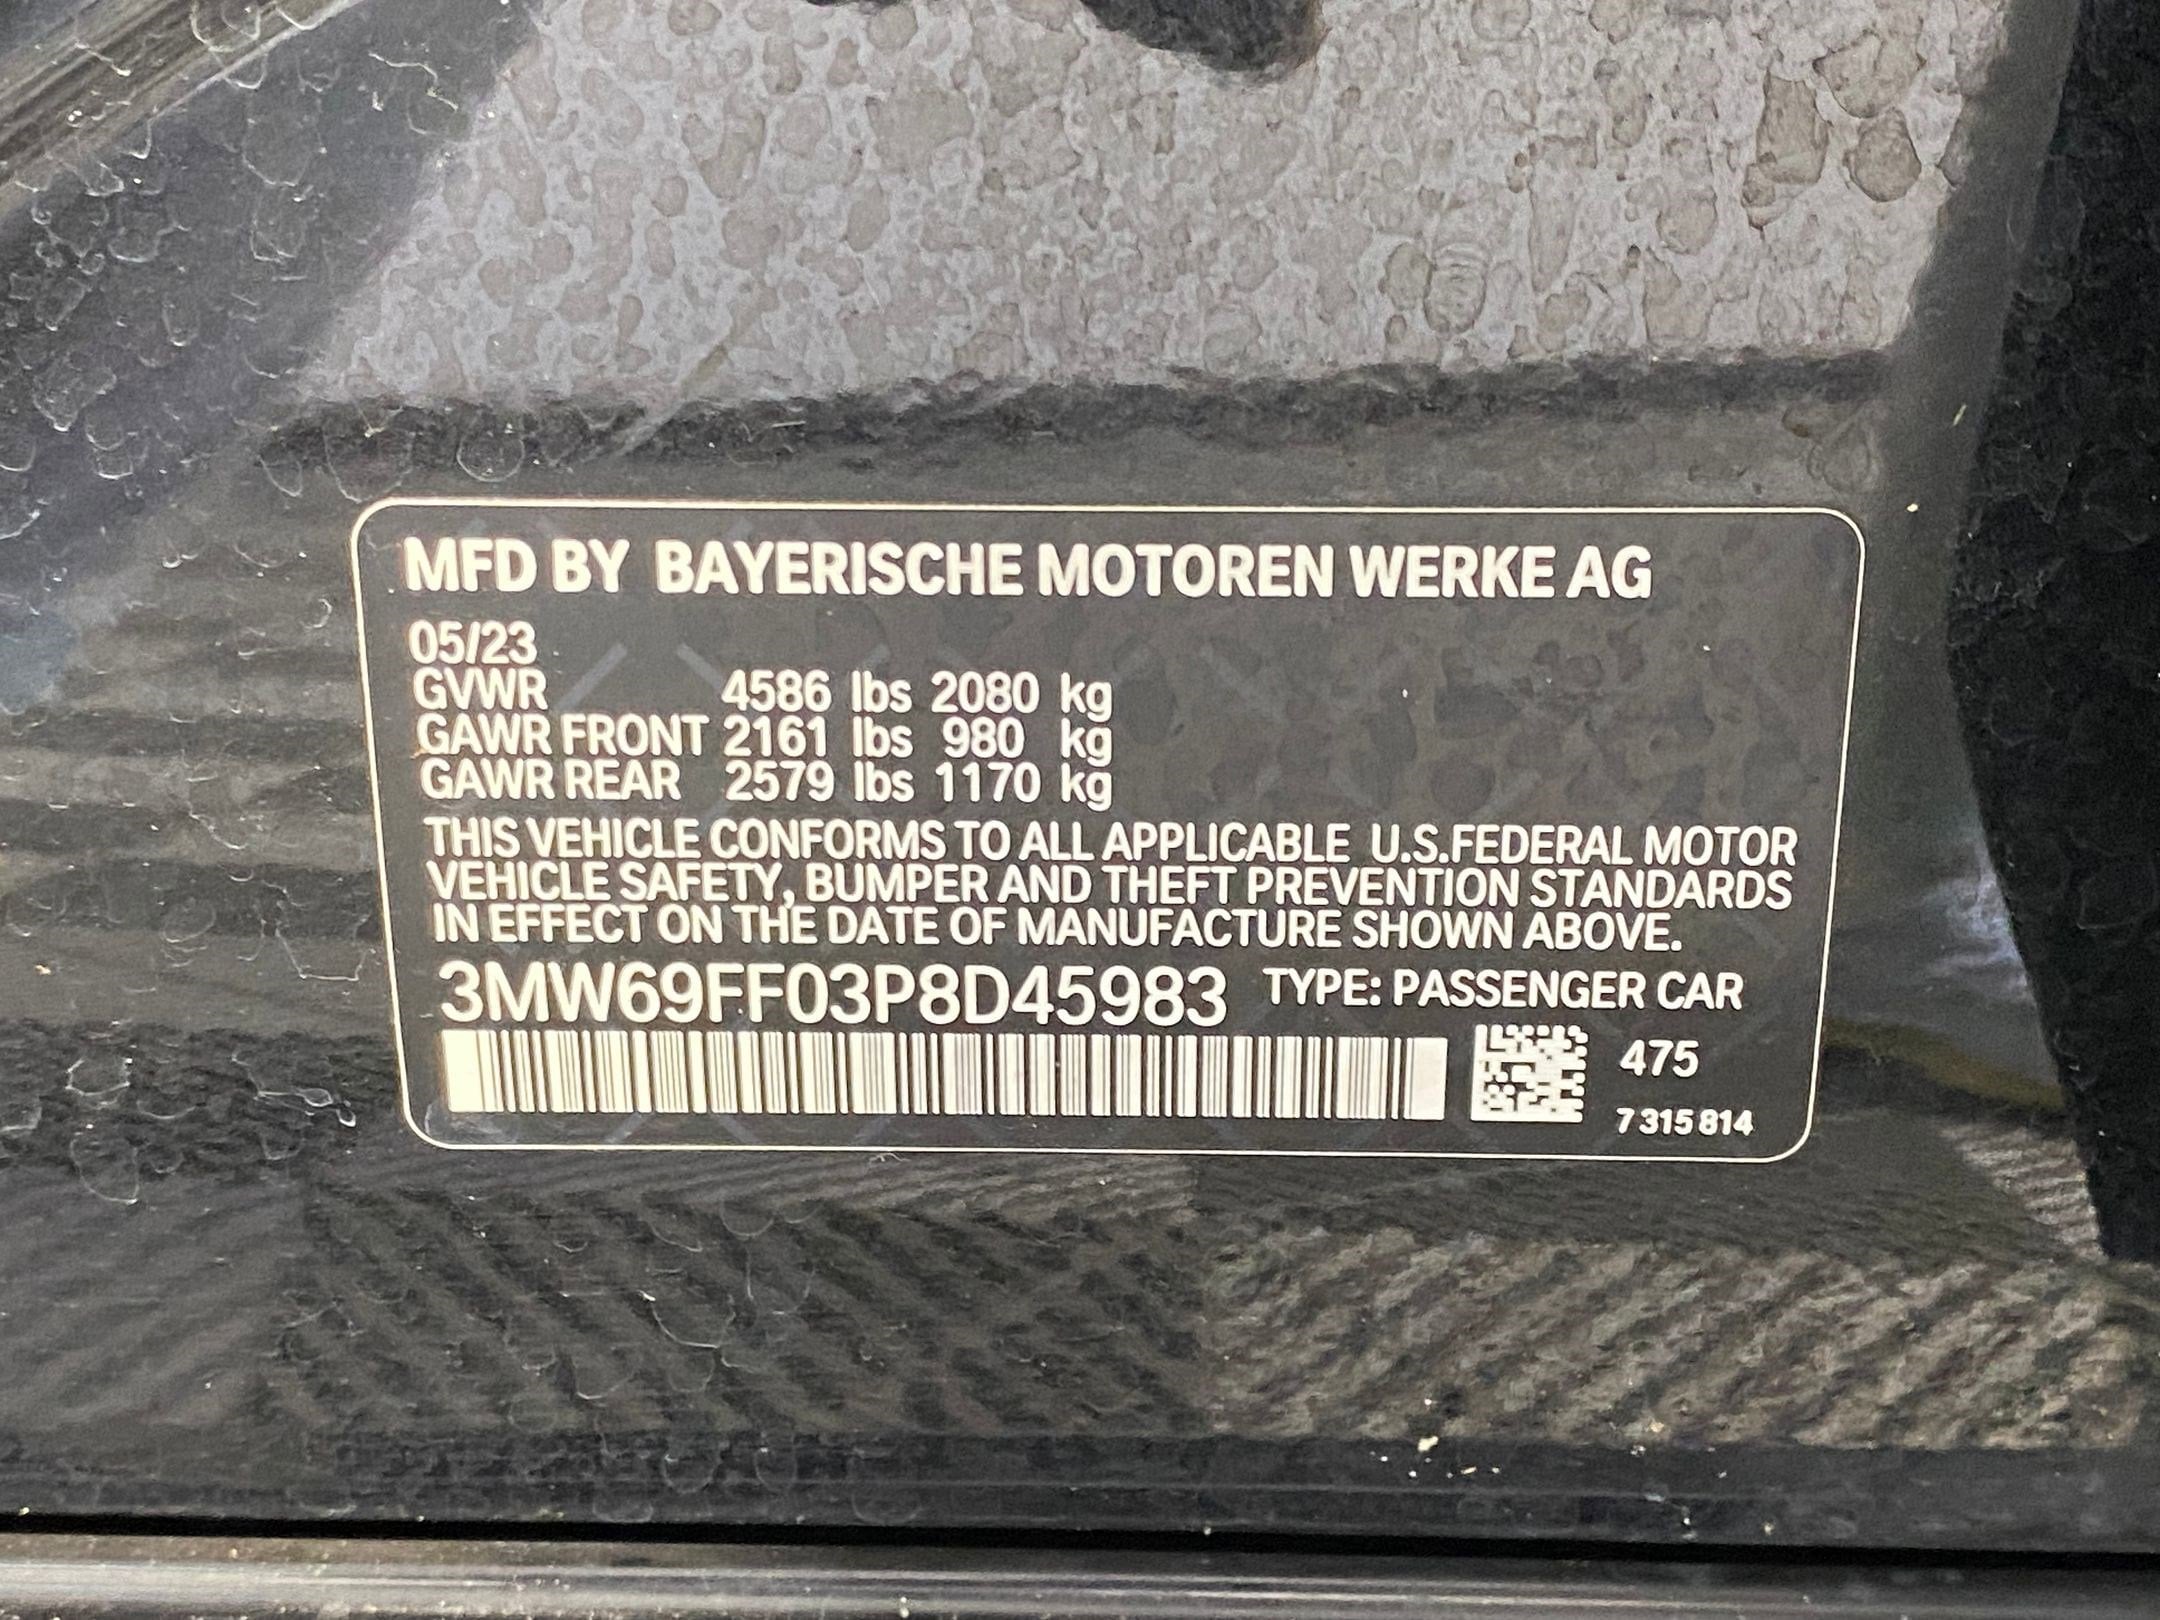 MFD BY BAYERISCHE MOTOREN WERKE AG
05/23
GVWR 4586 lbs 2080 kg
GAWR FRONT 2161 lbs 980 kg
GAWR REAR 2579 lbs 1170 kg
THIS VEHICLE CONFORMS TO ALL APPLICABLE U.S.FEDERAL MOTOR
VEHICLE SAFETY, BUMPER AND THEFT PREVENTION STANDARDS
IN EFFECT ON THE DATE OF MANUFACTURE SHOWN ABOVE.
3MW69FF03P8D45983 TYPE: PASSENGER CAR
475
7 315 814